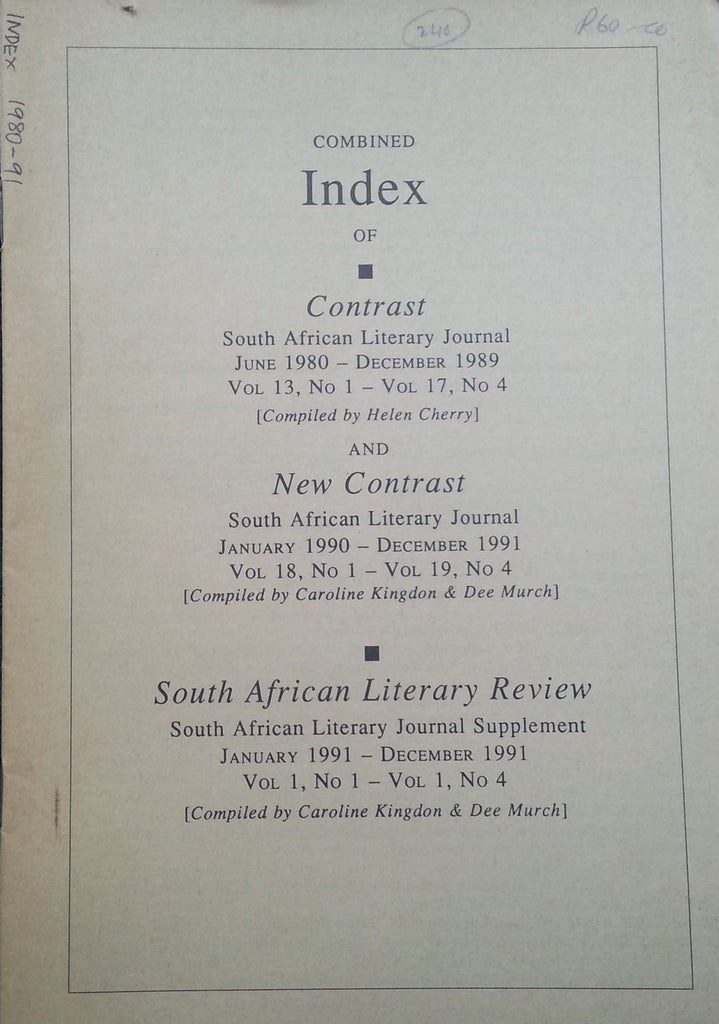 INDEX 1980-91
246
R60-00
COMBINED
Index
OF
Contrast
South African Literary Journal
JUNE 1980 – DECEMBER 1989
VOL 13, NO 1 – VOL 17, NO 4
[Compiled by Helen Cherry]
AND
New Contrast
South African Literary Journal
JANUARY 1990 – DECEMBER 1991
VOL 18, NO 1 – VOL 19, NO 4
[Compiled by Caroline Kingdon & Dee Murch]
South African Literary Review
South African Literary Journal Supplement
JANUARY 1991 – DECEMBER 1991
VOL 1, NO 1 – VOL 1, NO 4
[Compiled by Caroline Kingdon & Dee Murch]